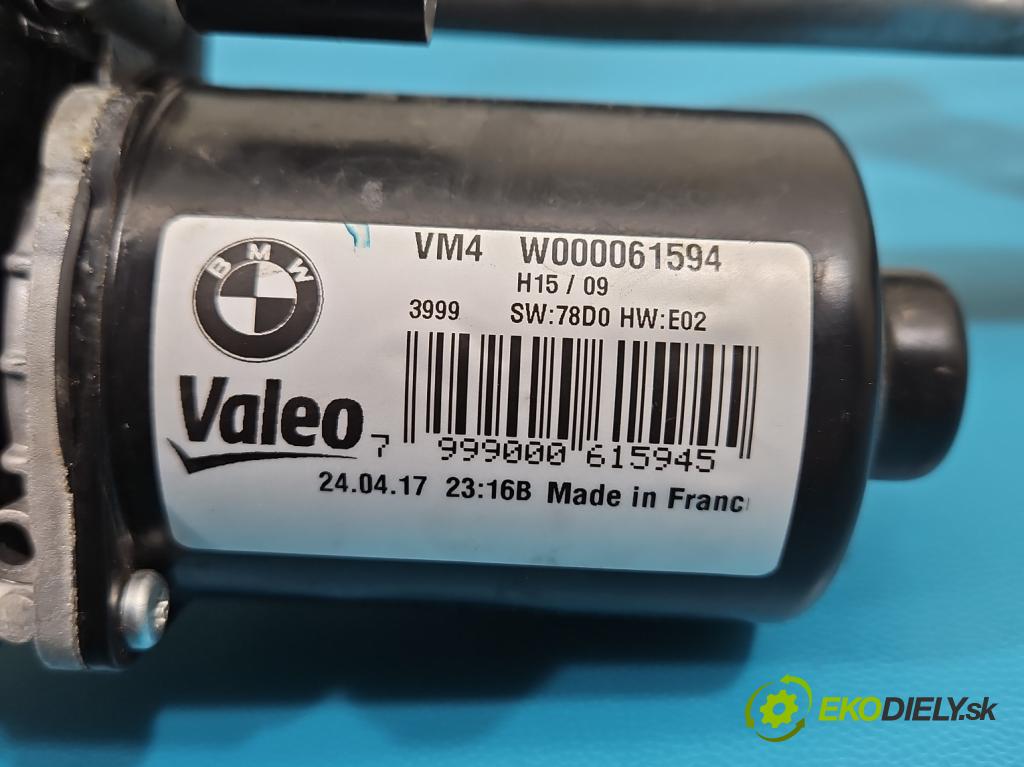 BMW
VM4 W000061594
H15 / 09
3999 SW:78D0 HW:E02
Valeo
7 999000 615945
24.04.17 23:16B Made in Franc
EKODIELY.sk